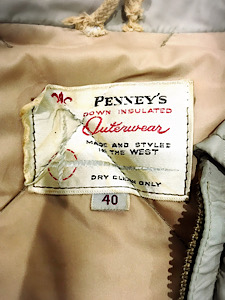 PENNEY'S
DOWN INSULATED
Outerwear
MADE AND STYLED
IN THE WEST
DRY CLEAN ONLY
40